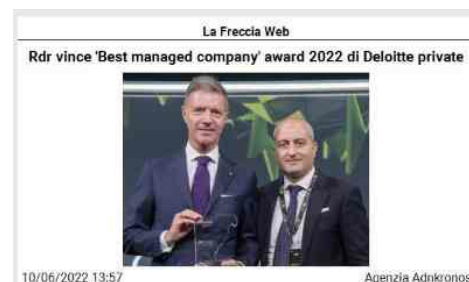 La Freccia Web
Rdr vince 'Best managed company' award 2022 di Deloitte private
10/06/2022 13:57
Agenzia Adnkronos